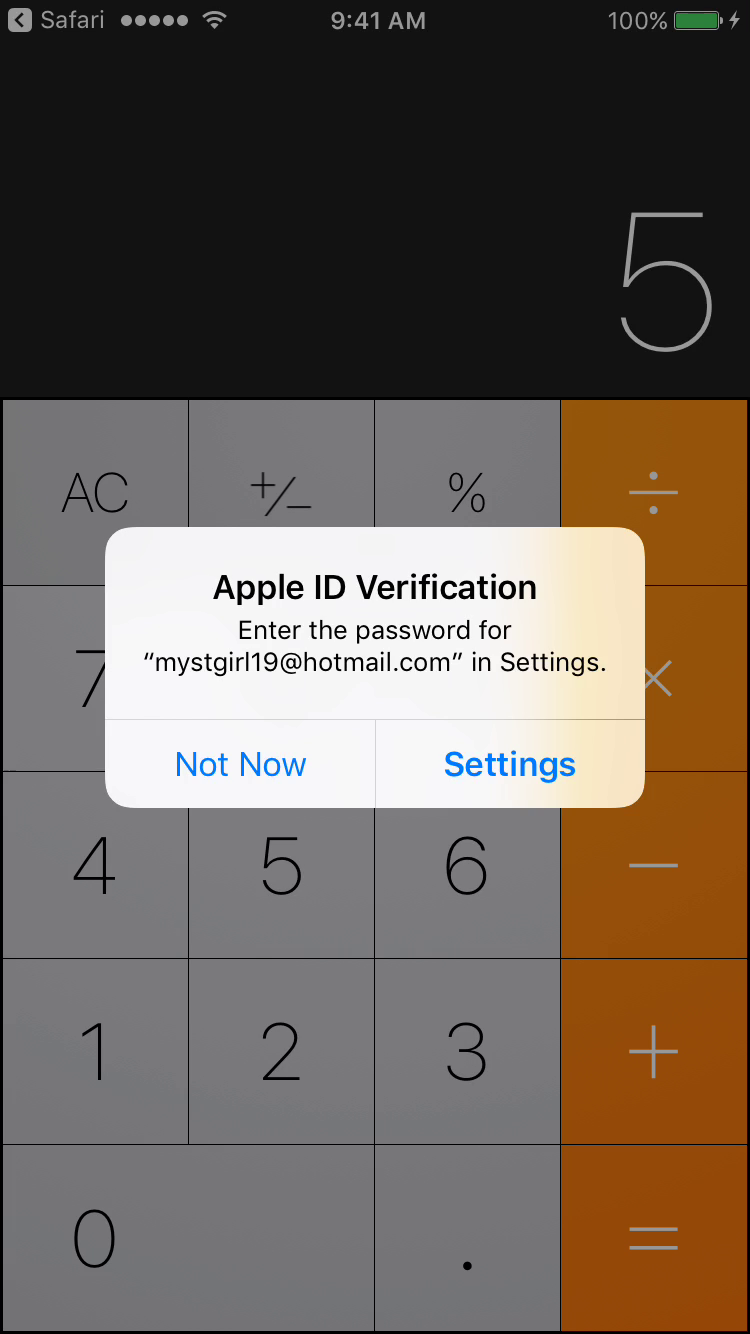 Safari 9:41 AM 100%
5
AC +/− % ÷
Apple ID Verification
Enter the password for
“mystgirl19@hotmail.com” in Settings.
7 ×
Not Now Settings
4 5 6 −
1 2 3 +
0 . =